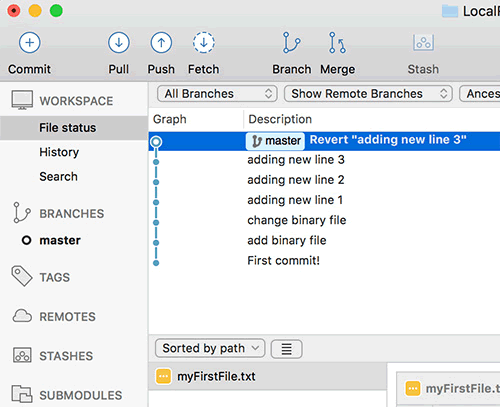 LocalF
Commit Pull Push Fetch Branch Merge Stash
All Branches Show Remote Branches Ances
WORKSPACE
File status
History
Search
BRANCHES
master
TAGS
REMOTES
STASHES
SUBMODULES
Graph Description
master Revert "adding new line 3"
adding new line 3
adding new line 2
adding new line 1
change binary file
add binary file
First commit!
Sorted by path
myFirstFile.txt
myFirstFile.t